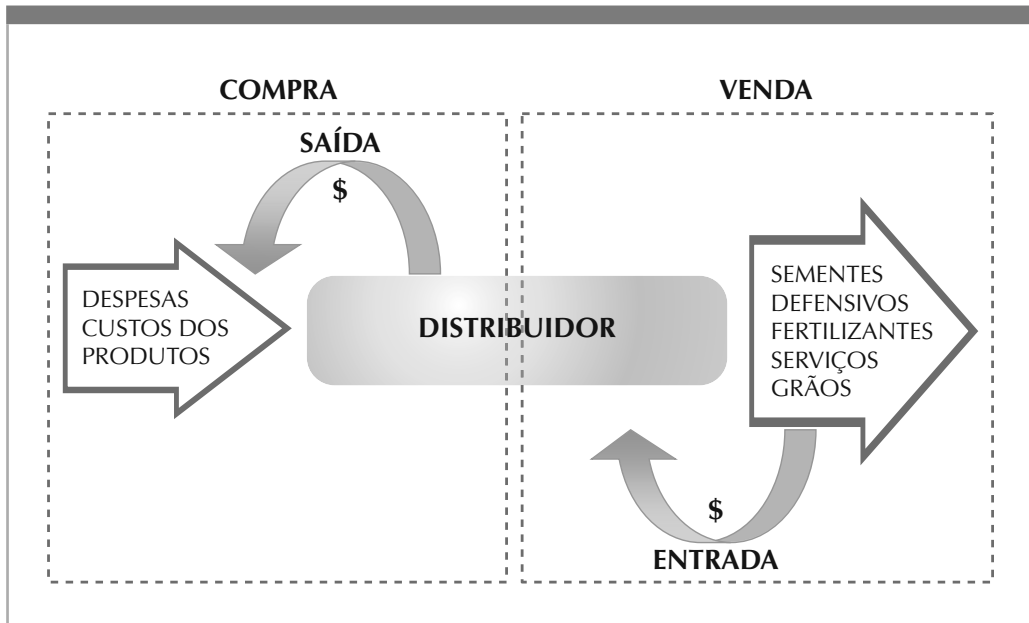 COMPRA
VENDA
SAÍDA
$
DESPESAS
CUSTOS DOS
PRODUTOS
DISTRIBUIDOR
SEMENTES
DEFENSIVOS
FERTILIZANTES
SERVIÇOS
GRÃOS
$
ENTRADA